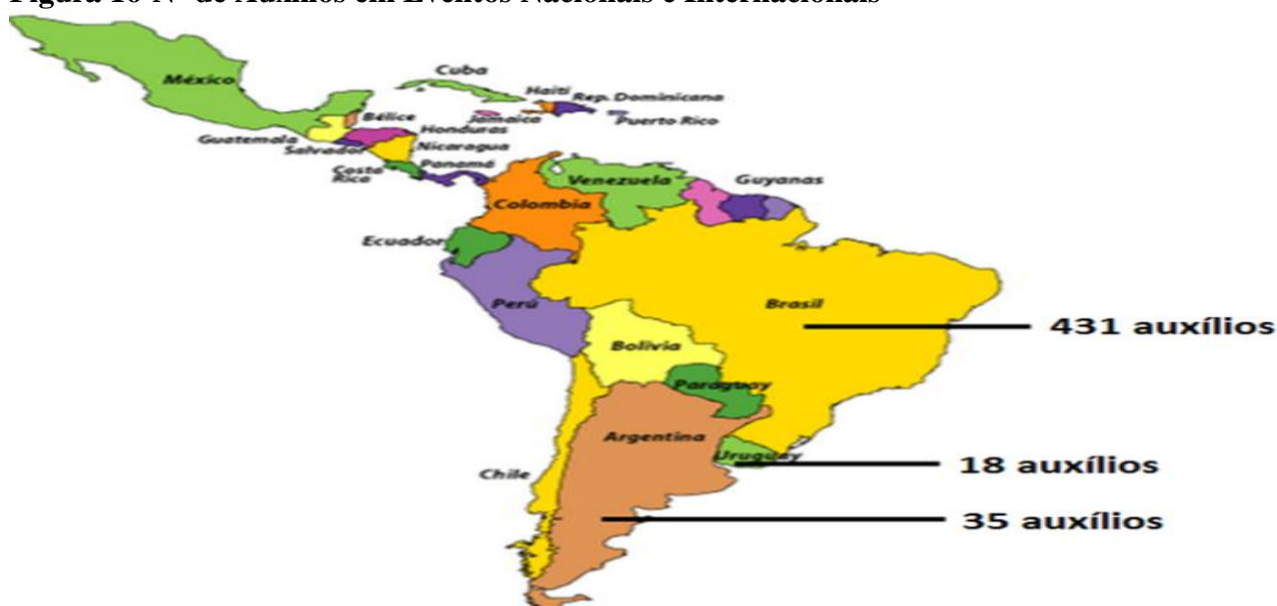 Figura 10 Nº de Auxílios em Eventos Nacionais e Internacionais
México
Cuba
Haiti
Rep. Dominicana
Jamaica
Puerto Rico
Bélice
Guatemala
Honduras
Salvador
Nicaragua
Costa
Rica
Panamá
Venezuela
Guyanas
Colombia
Ecuador
Perú
Brasil
431 auxílios
Bolivia
Paraguay
Argentina
Uruguay
18 auxílios
Chile
35 auxílios